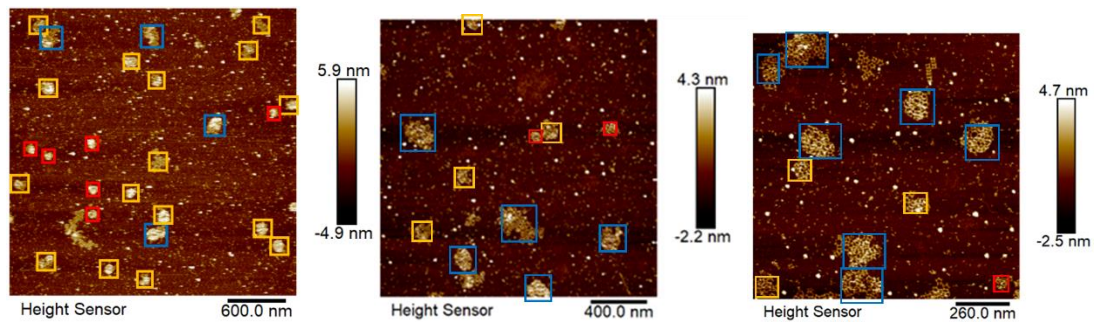 5.9 nm
-4.9 nm
Height Sensor
600.0 nm
4.3 nm
-2.2 nm
Height Sensor
400.0 nm
4.7 nm
-2.5 nm
Height Sensor
260.0 nm